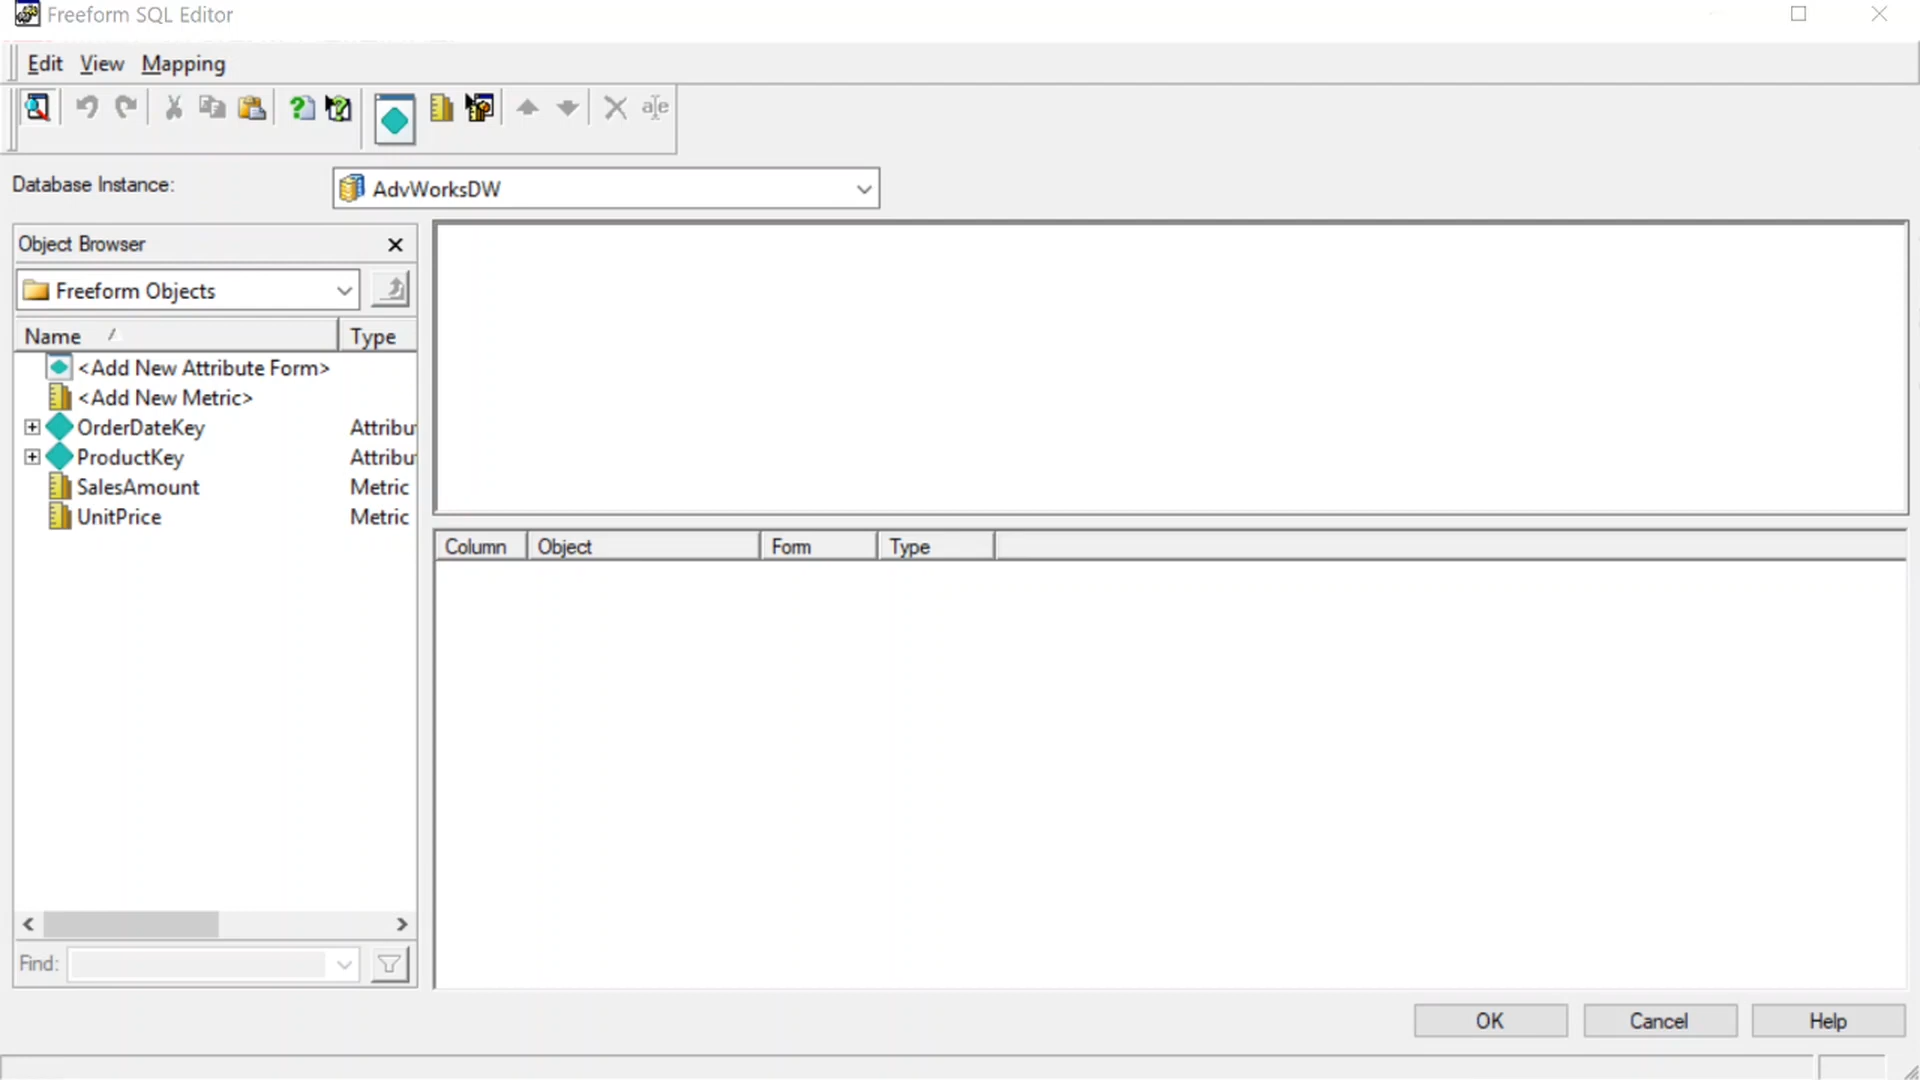 Freeform SQL Editor
Edit View Mapping
a|e
Database Instance: AdvWorksDW
Object Browser
Freeform Objects
Name Type
<Add New Attribute Form>
<Add New Metric>
OrderDateKey Attribu
ProductKey Attribu
SalesAmount Metric
UnitPrice Metric
Column Object Form Type
Find:
OK Cancel Help